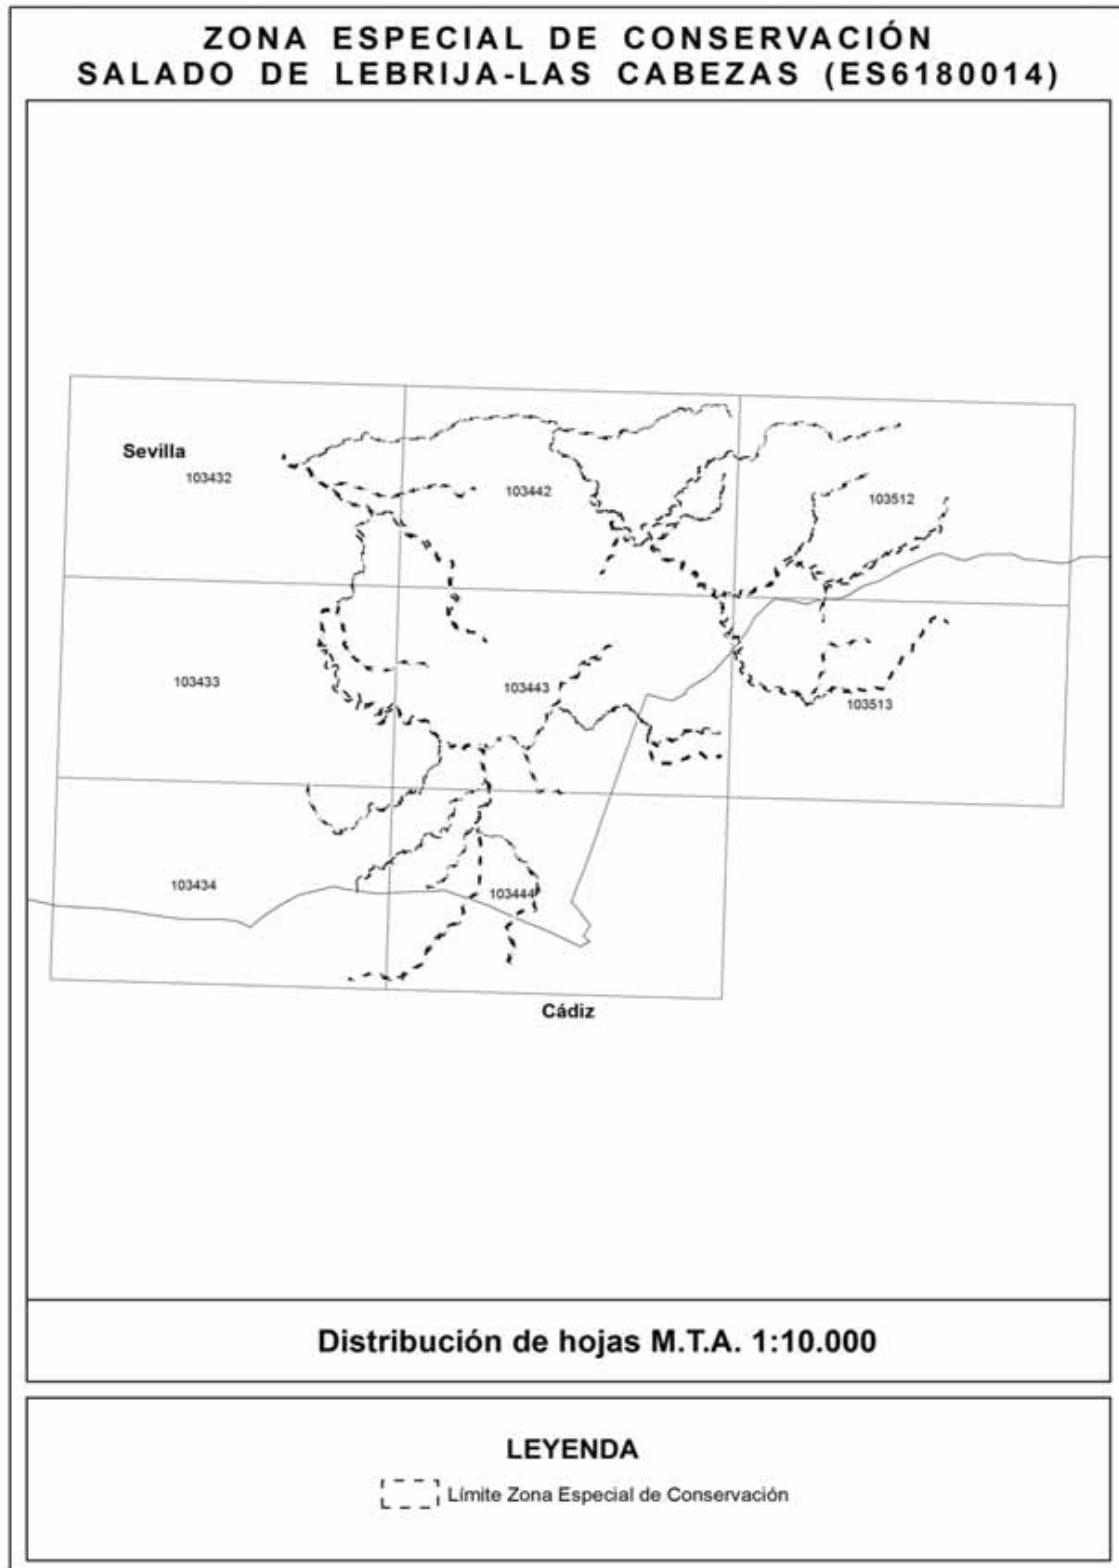 ZONA ESPECIAL DE CONSERVACIÓN
SALADO DE LEBRIJA-LAS CABEZAS (ES6180014)
Sevilla
103432
103442
103512
103433
103443
103513
103434
103444
Cádiz
Distribución de hojas M.T.A. 1:10.000
LEYENDA
Límite Zona Especial de Conservación